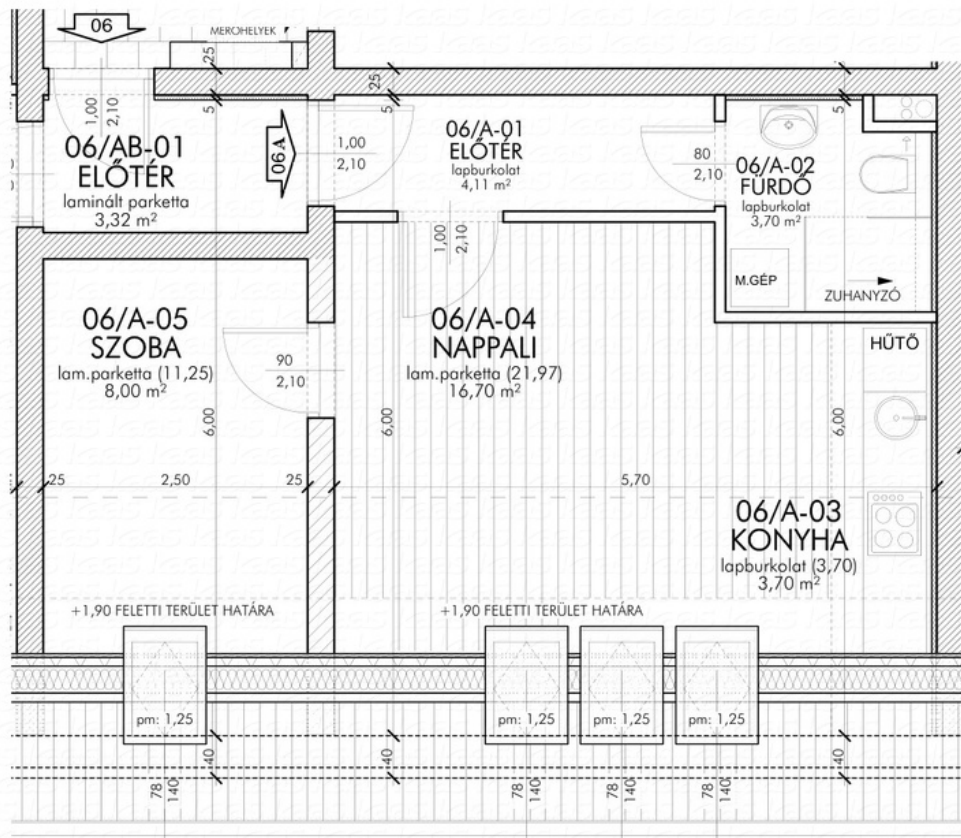 06
MÉRŐHELYEK
25
25
1,00
2,10
5
5
5
06/AB-01
ELŐTÉR
laminált parketta
3,32 m²
06A
1,00
2,10
06/A-01
ELŐTÉR
lapburkolat
4,11 m²
80
2,10
06/A-02
FÜRDŐ
lapburkolat
3,70 m²
1,00
2,10
M.GÉP
ZUHANYZÓ
06/A-05
SZOBA
lam.parketta (11,25)
8,00 m²
90
2,10
06/A-04
NAPPALI
lam.parketta (21,97)
16,70 m²
HŰTŐ
6,00
6,00
6,00
25
2,50
25
5,70
06/A-03
KONYHA
lapburkolat (3,70)
3,70 m²
+1,90 FELETTI TERÜLET HATÁRA
+1,90 FELETTI TERÜLET HATÁRA
pm: 1,25
pm: 1,25
pm: 1,25
pm: 1,25
40
40
40
78
140
78
140
78
140
78
140